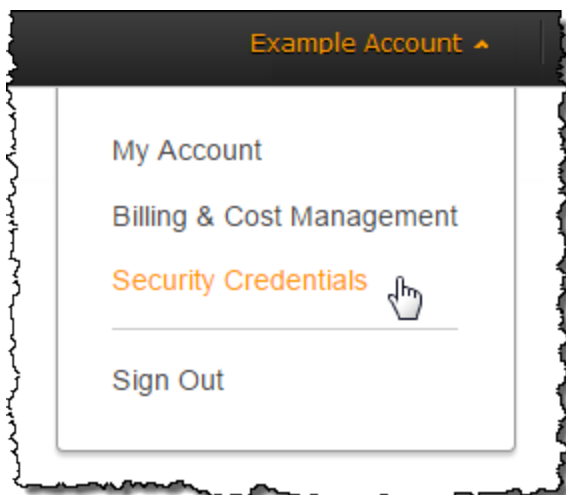 Example Account
My Account
Billing & Cost Management
Security Credentials
Sign Out